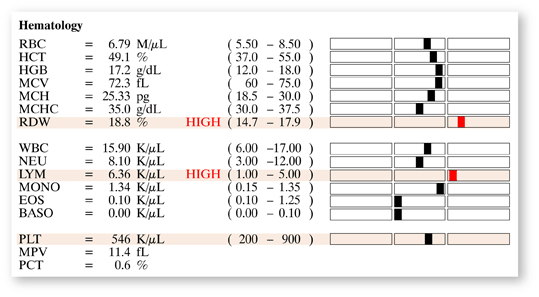 Hematology
RBC = 6.79 M/µL ( 5.50 – 8.50 )
HCT = 49.1 % ( 37.0 – 55.0 )
HGB = 17.2 g/dL ( 12.0 – 18.0 )
MCV = 72.3 fL ( 60 – 75.0 )
MCH = 25.33 pg ( 18.5 – 30.0 )
MCHC = 35.0 g/dL ( 30.0 – 37.5 )
RDW = 18.8 % HIGH ( 14.7 – 17.9 )
WBC = 15.90 K/µL ( 6.00 –17.00 )
NEU = 8.10 K/µL ( 3.00 –12.00 )
LYM = 6.36 K/µL HIGH ( 1.00 – 5.00 )
MONO = 1.34 K/µL ( 0.15 – 1.35 )
EOS = 0.10 K/µL ( 0.10 – 1.25 )
BASO = 0.00 K/µL ( 0.00 – 0.10 )
PLT = 546 K/µL ( 200 – 900 )
MPV = 11.4 fL
PCT = 0.6 %